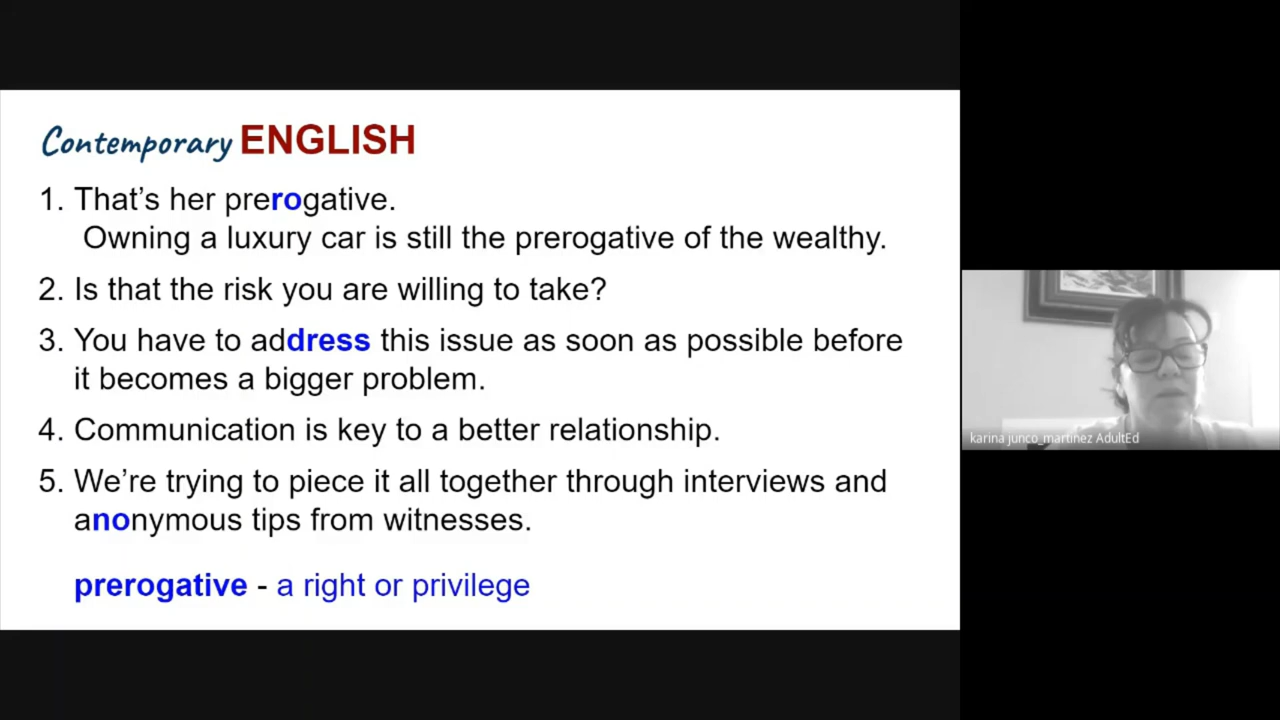 Contemporary ENGLISH
1. That’s her prerogative.
Owning a luxury car is still the prerogative of the wealthy.
2. Is that the risk you are willing to take?
3. You have to address this issue as soon as possible before
it becomes a bigger problem.
4. Communication is key to a better relationship.
5. We’re trying to piece it all together through interviews and
anonymous tips from witnesses.
prerogative - a right or privilege
karina junco_martinez AdultEd